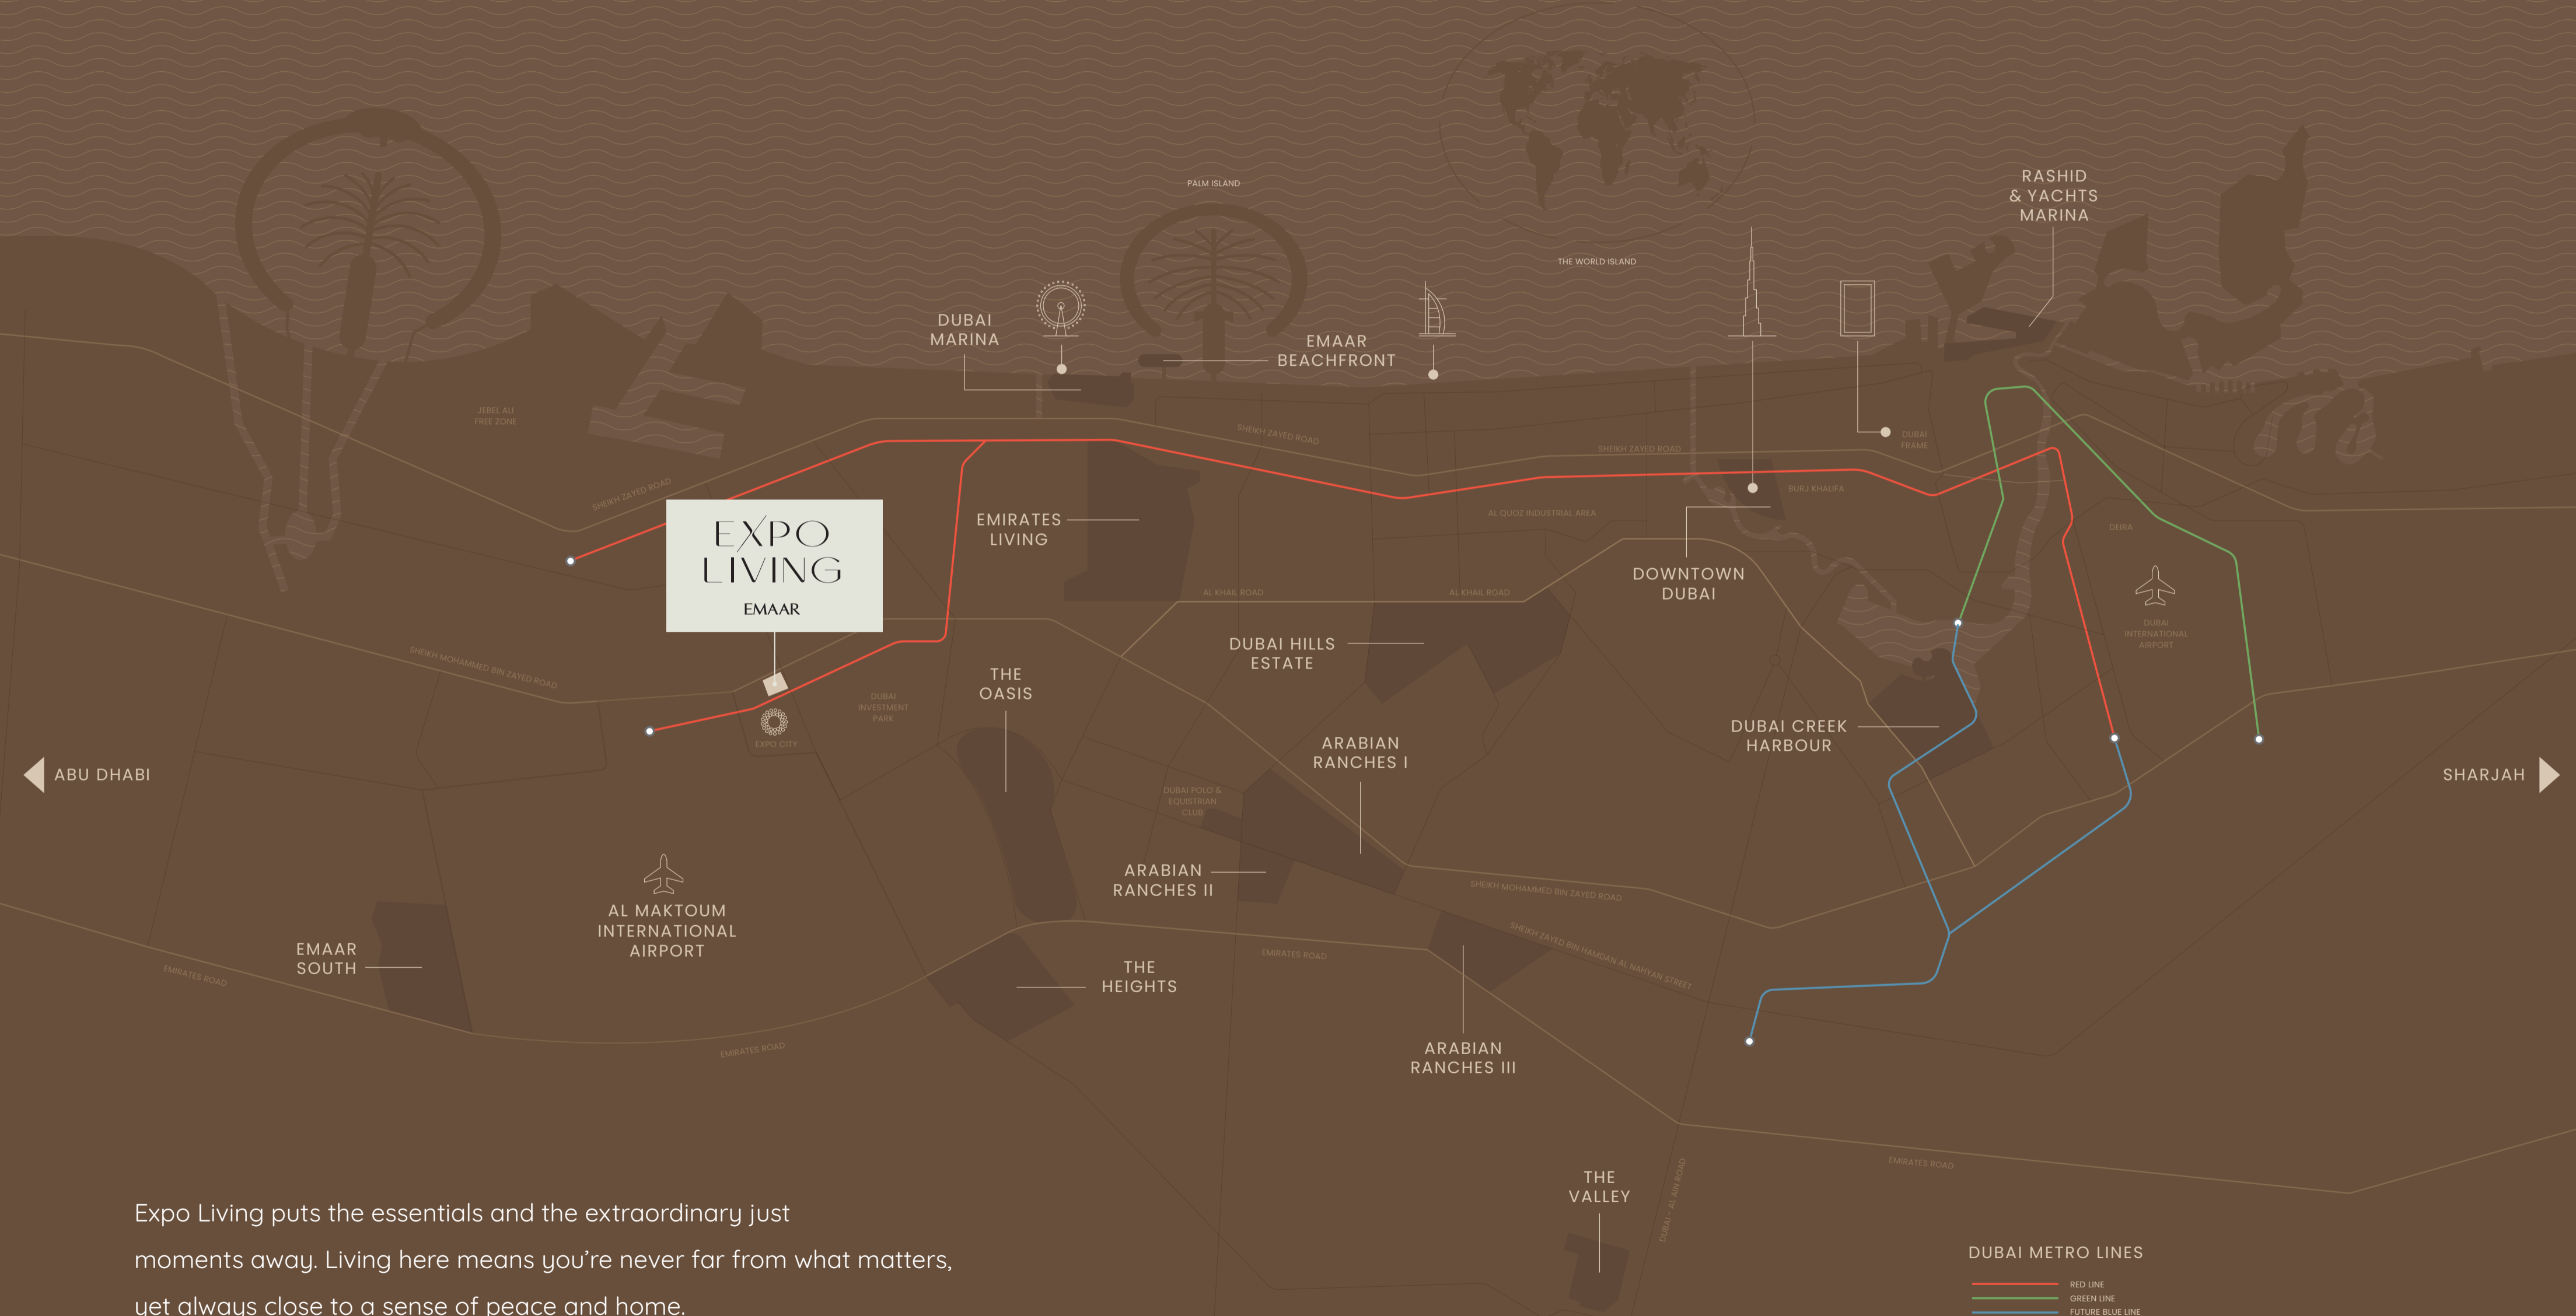 PALM ISLAND
THE WORLD ISLAND
RASHID
& YACHTS
MARINA
DUBAI
MARINA
EMAAR
BEACHFRONT
JEBEL ALI
FREE ZONE
SHEIKH ZAYED ROAD
SHEIKH ZAYED ROAD
SHEIKH ZAYED ROAD
DUBAI
FRAME
BURJ KHALIFA
EXPO
LIVING
EMAAR
EMIRATES
LIVING
AL QUOZ INDUSTRIAL AREA
DEIRA
DOWNTOWN
DUBAI
AL KHAIL ROAD
AL KHAIL ROAD
DUBAI
INTERNATIONAL
AIRPORT
DUBAI HILLS
ESTATE
SHEIKH MOHAMMED BIN ZAYED ROAD
THE
OASIS
DUBAI
INVESTMENT
PARK
EXPO CITY
DUBAI CREEK
HARBOUR
ARABIAN
RANCHES I
ABU DHABI
SHARJAH
DUBAI POLO &
EQUISTRIAN
CLUB
ARABIAN
RANCHES II
SHEIKH MOHAMMED BIN ZAYED ROAD
AL MAKTOUM
INTERNATIONAL
AIRPORT
EMAAR
SOUTH
EMIRATES ROAD
EMIRATES ROAD
SHEIKH ZAYED BIN HAMDAN AL NAHYAN STREET
THE
HEIGHTS
EMIRATES ROAD
ARABIAN
RANCHES III
EMIRATES ROAD
THE
VALLEY
DUBAI - AL AIN ROAD
Expo Living puts the essentials and the extraordinary just
moments away. Living here means you’re never far from what matters,
yet always close to a sense of peace and home.
DUBAI METRO LINES
RED LINE
GREEN LINE
FUTURE BLUE LINE